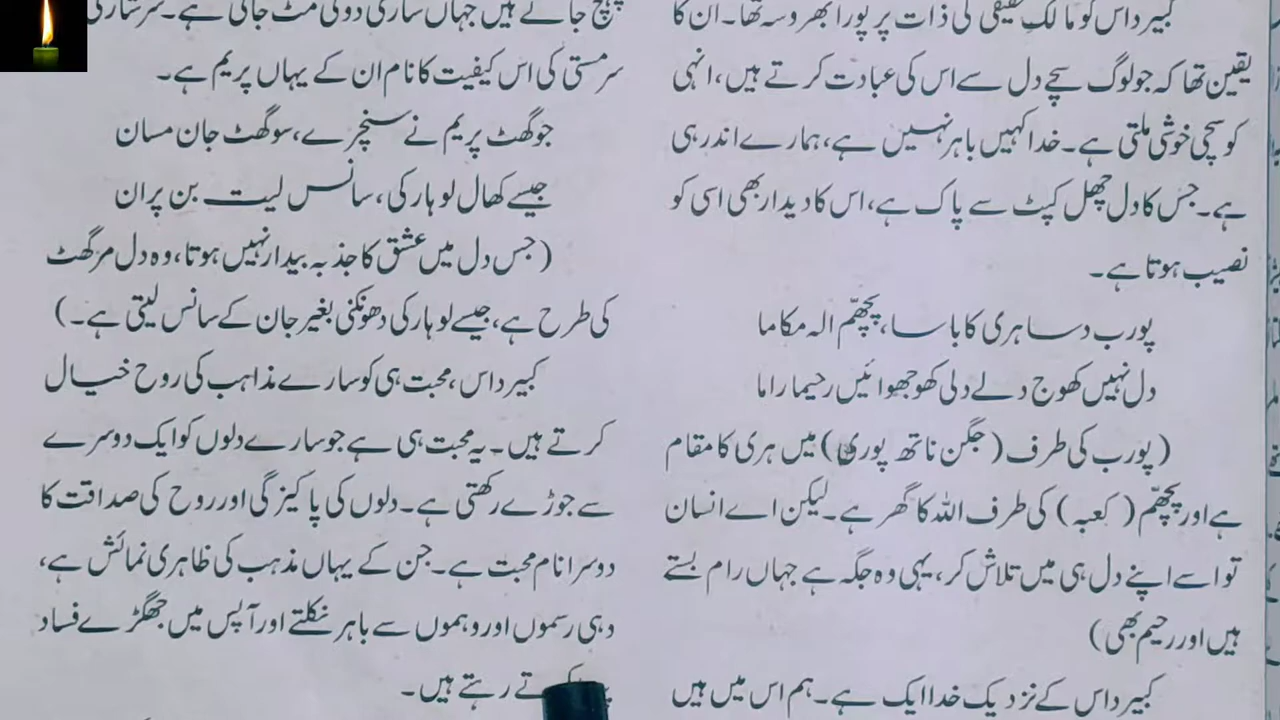 کبیر داس کو مالک حقیقی کی ذات پر پورا بھروسہ تھا۔ ان کا
یقین تھا کہ جو لوگ سچے دل سے اس کی عبادت کرتے ہیں، انہی
کو سچی خوشی ملتی ہے۔ خدا کہیں باہر نہیں ہے، ہمارے اندر ہی
ہے۔ جس کا دل چھل کپٹ سے پاک ہے، اس کا دیدار بھی اسی کو
نصیب ہوتا ہے۔
پورب دسا ہری کا باسا، پچھّم الہ مکاما
دل نہیں کھوج دلے دلی کھوجھوائیں رحیما راما
(پورب کی طرف (جگن ناتھ پوری) میں ہری کا مقام
ہے اور پچھّم (کعبہ) کی طرف اللہ کا گھر ہے۔ لیکن اے انسان
تو اسے اپنے دل ہی میں تلاش کر، یہی وہ جگہ ہے جہاں رام بستے
ہیں اور رحیم بھی)
کبیر داس کے نزدیک خدا ایک ہے۔ ہم اس میں ہیں
پہنچ جاتے ہیں جہاں ساری دوئی مٹ جاتی ہے۔ سرشاری
سرمستی کی اس کیفیت کا نام ان کے یہاں پریم ہے۔
جو گھٹ پریم نے سنچرے، سو گھٹ جان مسان
جیسے کھال لوہار کی، سانس لیت بن پران
(جس دل میں عشق کا جذبہ بیدار نہیں ہوتا، وہ دل مرگھٹ
کی طرح ہے، جیسے لوہار کی دھونکنی بغیر جان کے سانس لیتی ہے۔)
کبیر داس، محبت ہی کو سارے مذاہب کی روح خیال
کرتے ہیں۔ یہ محبت ہی ہے جو سارے دلوں کو ایک دوسرے
سے جوڑے رکھتی ہے۔ دلوں کی پاکیزگی اور روح کی صداقت کا
دوسرا نام محبت ہے۔ جن کے یہاں مذہب کی ظاہری نمائش ہے،
وہی رسموں اور وہموں سے باہر نکلتے اور آپس میں جھگڑے فساد
رہتے ہیں۔